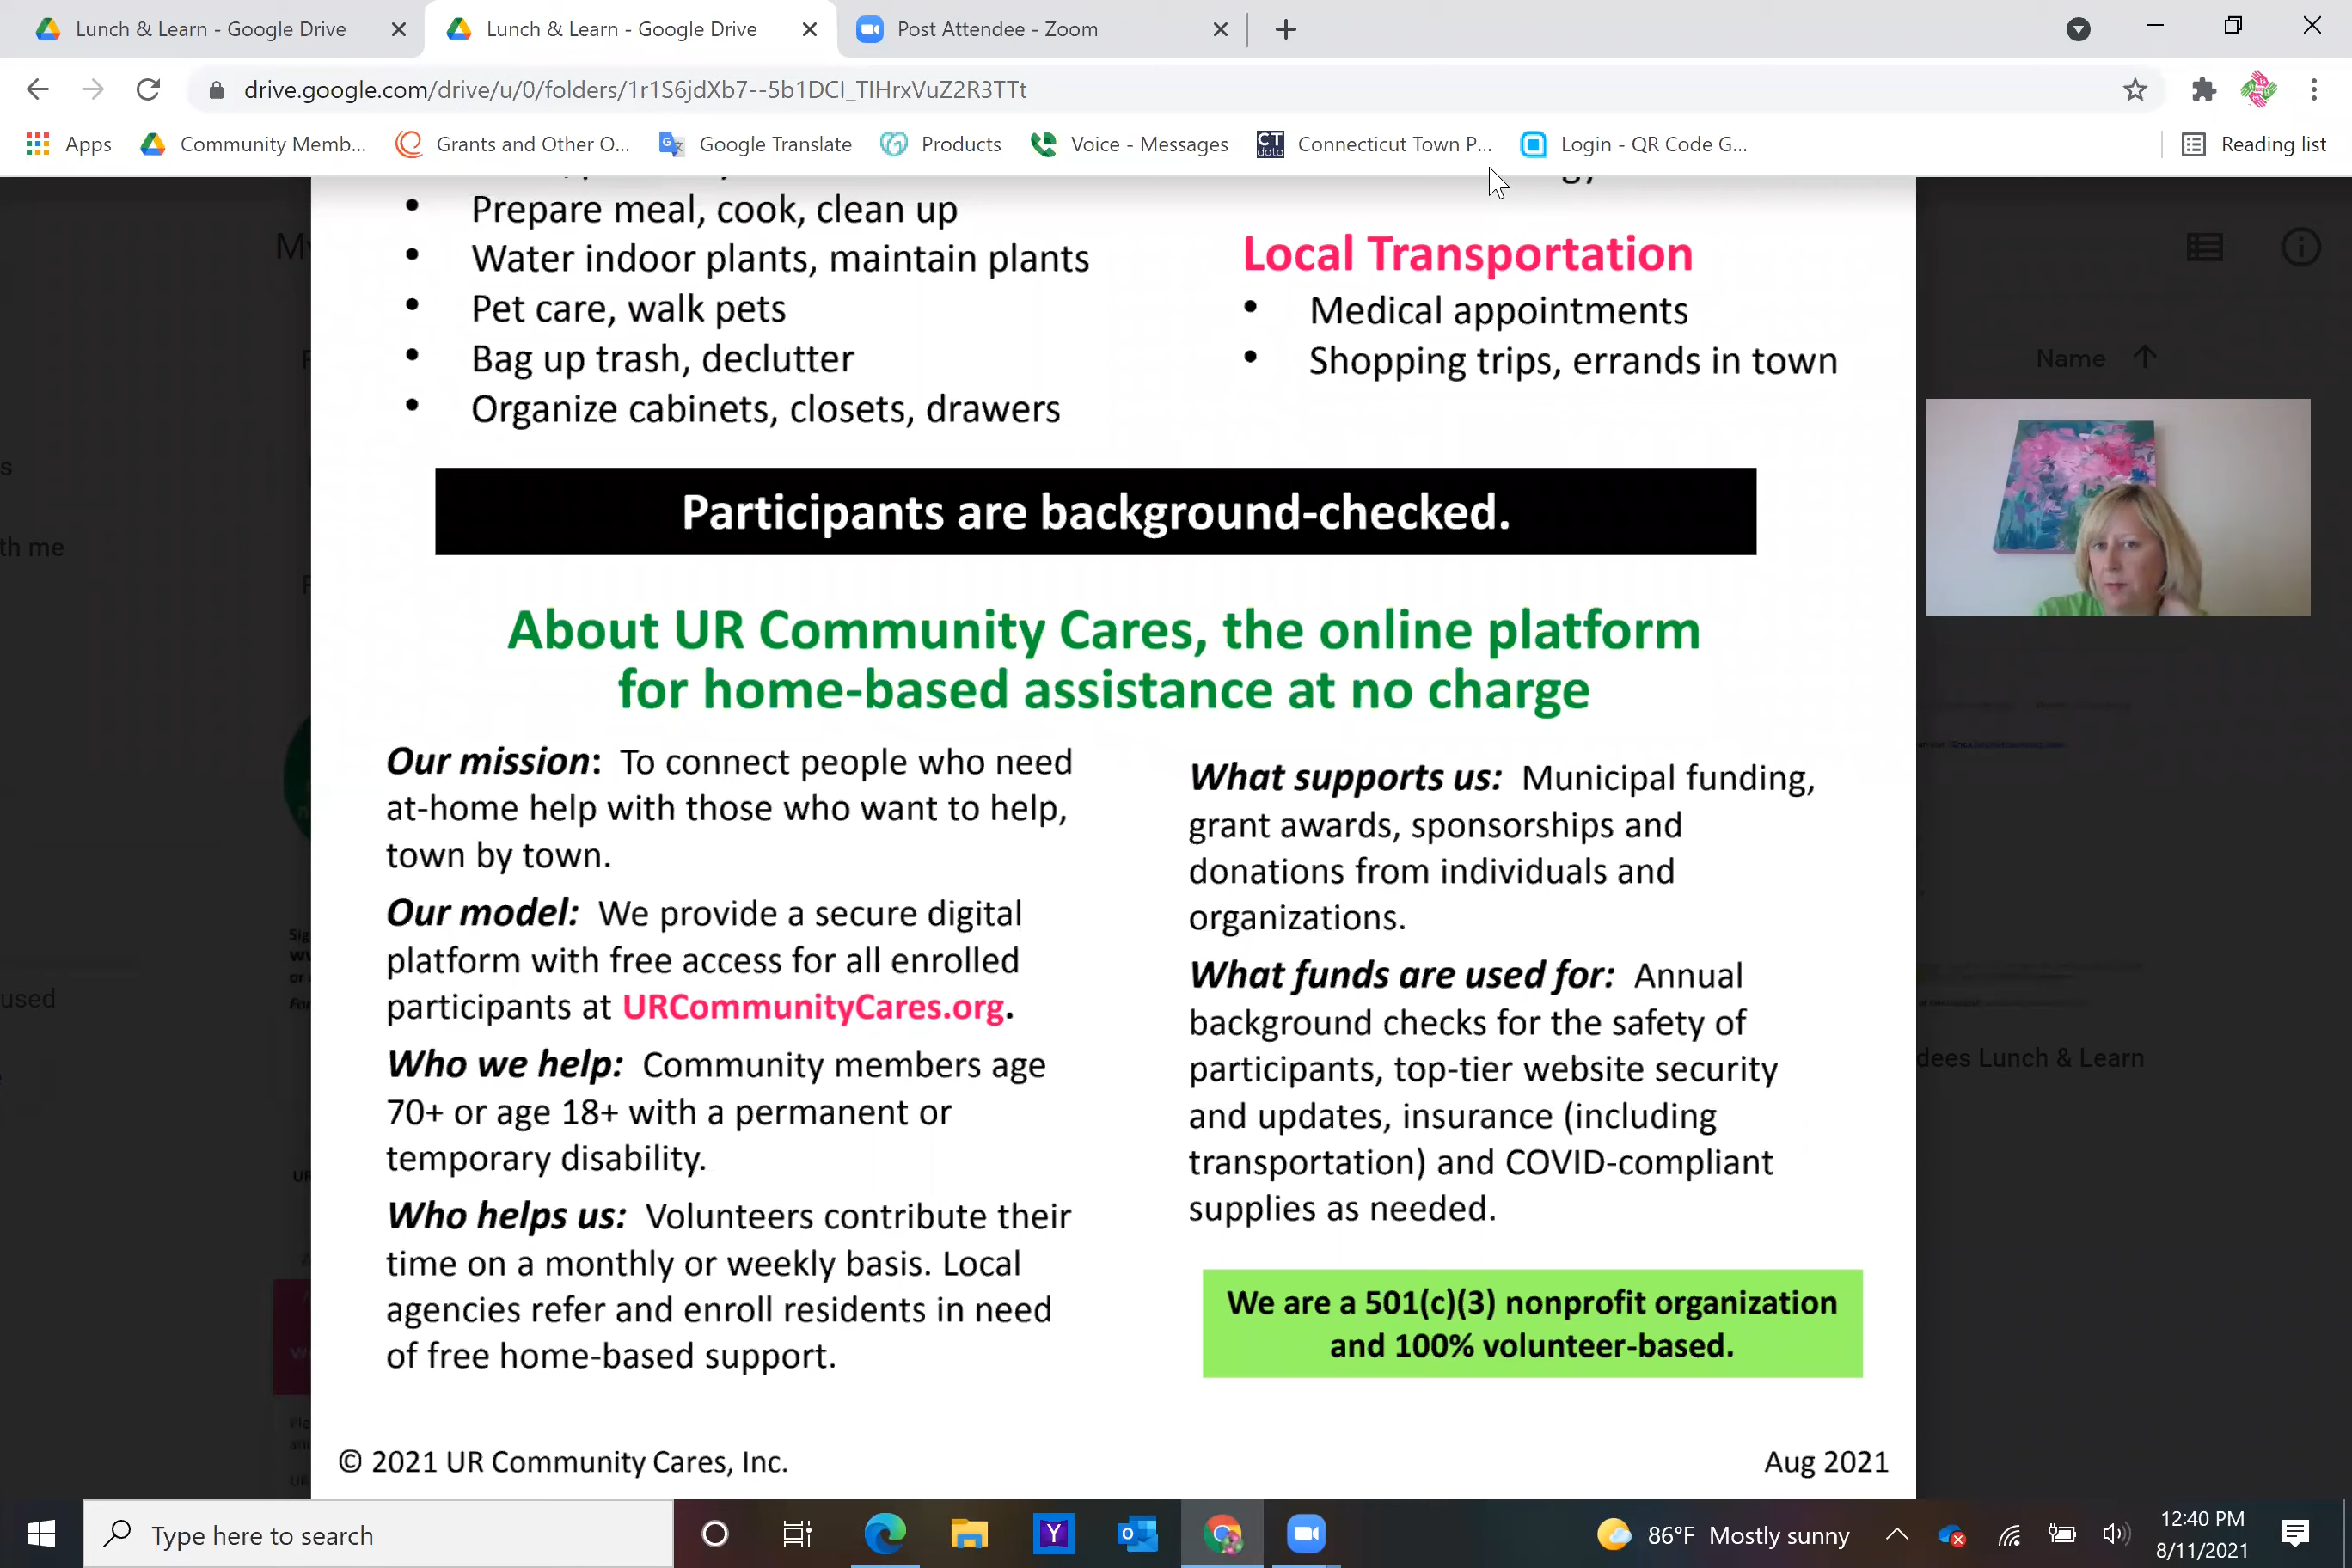 Lunch & Learn - Google Drive
Lunch & Learn - Google Drive
Post Attendee - Zoom
drive.google.com/drive/u/0/folders/1r1S6jdXb7--5b1DCI_TIHrxVuZ2R3TTt
Apps
Community Memb...
Grants and Other O...
Google Translate
Products
Voice - Messages
CT data
Connecticut Town P...
Login - QR Code G...
Reading list
• Prepare meal, cook, clean up
• Water indoor plants, maintain plants
• Pet care, walk pets
• Bag up trash, declutter
• Organize cabinets, closets, drawers
Local Transportation
• Medical appointments
• Shopping trips, errands in town
Name
th me
used
dees Lunch & Learn
Participants are background-checked.
About UR Community Cares, the online platform
for home-based assistance at no charge
Our mission: To connect people who need
at-home help with those who want to help,
town by town.
Our model: We provide a secure digital
platform with free access for all enrolled
participants at URCommunityCares.org.
Who we help: Community members age
70+ or age 18+ with a permanent or
temporary disability.
Who helps us: Volunteers contribute their
time on a monthly or weekly basis. Local
agencies refer and enroll residents in need
of free home-based support.
What supports us: Municipal funding,
grant awards, sponsorships and
donations from individuals and
organizations.
What funds are used for: Annual
background checks for the safety of
participants, top-tier website security
and updates, insurance (including
transportation) and COVID-compliant
supplies as needed.
We are a 501(c)(3) nonprofit organization
and 100% volunteer-based.
© 2021 UR Community Cares, Inc.
Aug 2021
Type here to search
86°F Mostly sunny
12:40 PM
8/11/2021